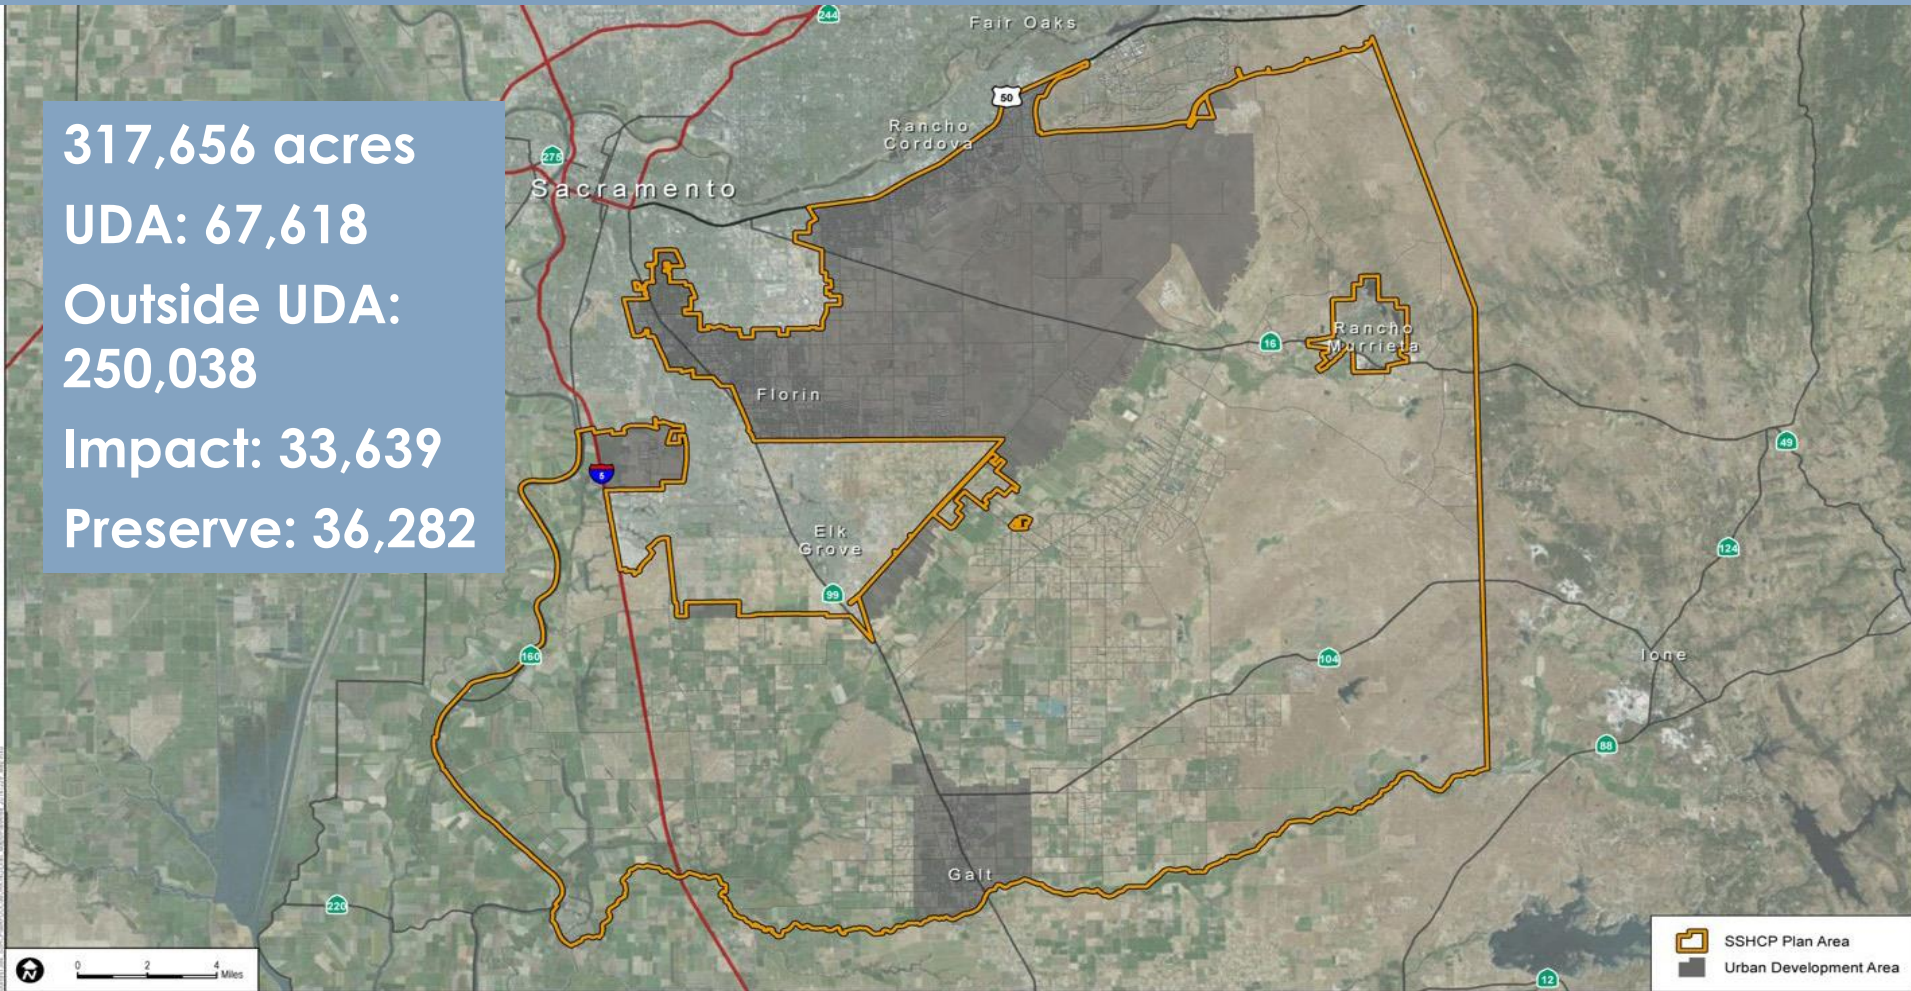 317,656 acres
UDA: 67,618
Outside UDA:
250,038
Impact: 33,639
Preserve: 36,282
244
Fair Oaks
50
Rancho
Cordova
275
Sacramento
Rancho
Murrieta
16
Florin
49
5
Elk
Grove
124
99
160
104
Ione
88
Galt
220
12
N
0 2 4
Miles
SSHCP Plan Area
Urban Development Area